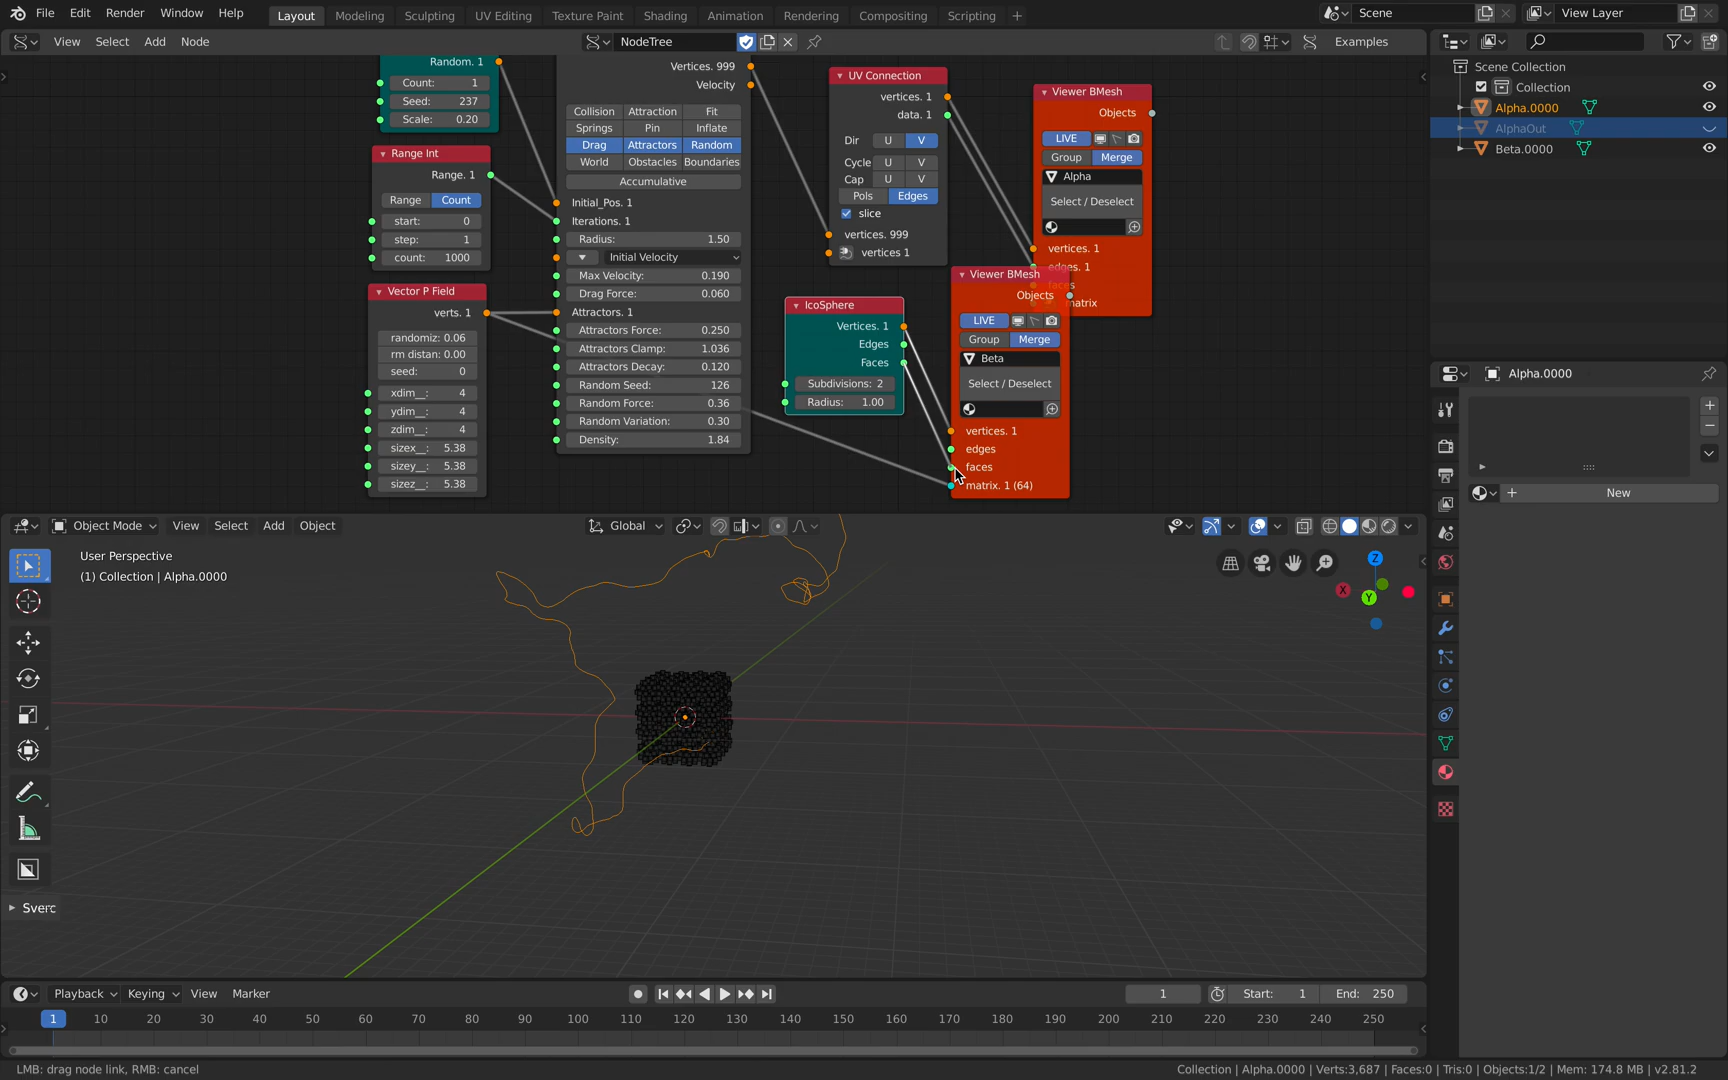 File Edit Render Window Help
Layout Modeling Sculpting UV Editing Texture Paint Shading Animation Rendering Compositing Scripting +
Scene
View Layer
View Select Add Node
NodeTree
Examples
Scene Collection
Collection
Alpha.0000
AlphaOut
Beta.0000
Random. 1
Count: 1
Seed: 237
Scale: 0.20
Range Int
Range. 1
Range Count
start: 0
step: 1
count: 1000
Vector P Field
verts. 1
randomiz: 0.06
rm distan: 0.00
seed: 0
xdim__: 4
ydim__: 4
zdim__: 4
sizex__: 5.38
sizey__: 5.38
sizez__: 5.38
Vertices. 999
Velocity
Collision Attraction Fit
Springs Pin Inflate
Drag Attractors Random
World Obstacles Boundaries
Accumulative
Initial_Pos. 1
Iterations. 1
Radius: 1.50
Initial Velocity
Max Velocity: 0.190
Drag Force: 0.060
Attractors. 1
Attractors Force: 0.250
Attractors Clamp: 1.036
Attractors Decay: 0.120
Random Seed: 126
Random Force: 0.36
Random Variation: 0.30
Density: 1.84
UV Connection
vertices. 1
data. 1
Dir U V
Cycle U V
Cap U V
Pols Edges
slice
vertices. 999
vertices 1
IcoSphere
Vertices. 1
Edges
Faces
Subdivisions: 2
Radius: 1.00
Viewer BMesh
Objects
LIVE
Group Merge
Alpha
Select / Deselect
vertices. 1
edges. 1
faces
matrix
Viewer BMesh
Objects
LIVE
Group Merge
Beta
Select / Deselect
vertices. 1
edges
faces
matrix. 1 (64)
Alpha.0000
New
Object Mode View Select Add Object
Global
User Perspective
(1) Collection | Alpha.0000
Z
X
Y
Sverc
Playback Keying View Marker
1
Start: 1
End: 250
1 10 20 30 40 50 60 70 80 90 100 110 120 130 140 150 160 170 180 190 200 210 220 230 240 250
LMB: drag node link, RMB: cancel
Collection | Alpha.0000 | Verts:3,687 | Faces:0 | Tris:0 | Objects:1/2 | Mem: 174.8 MB | v2.81.2